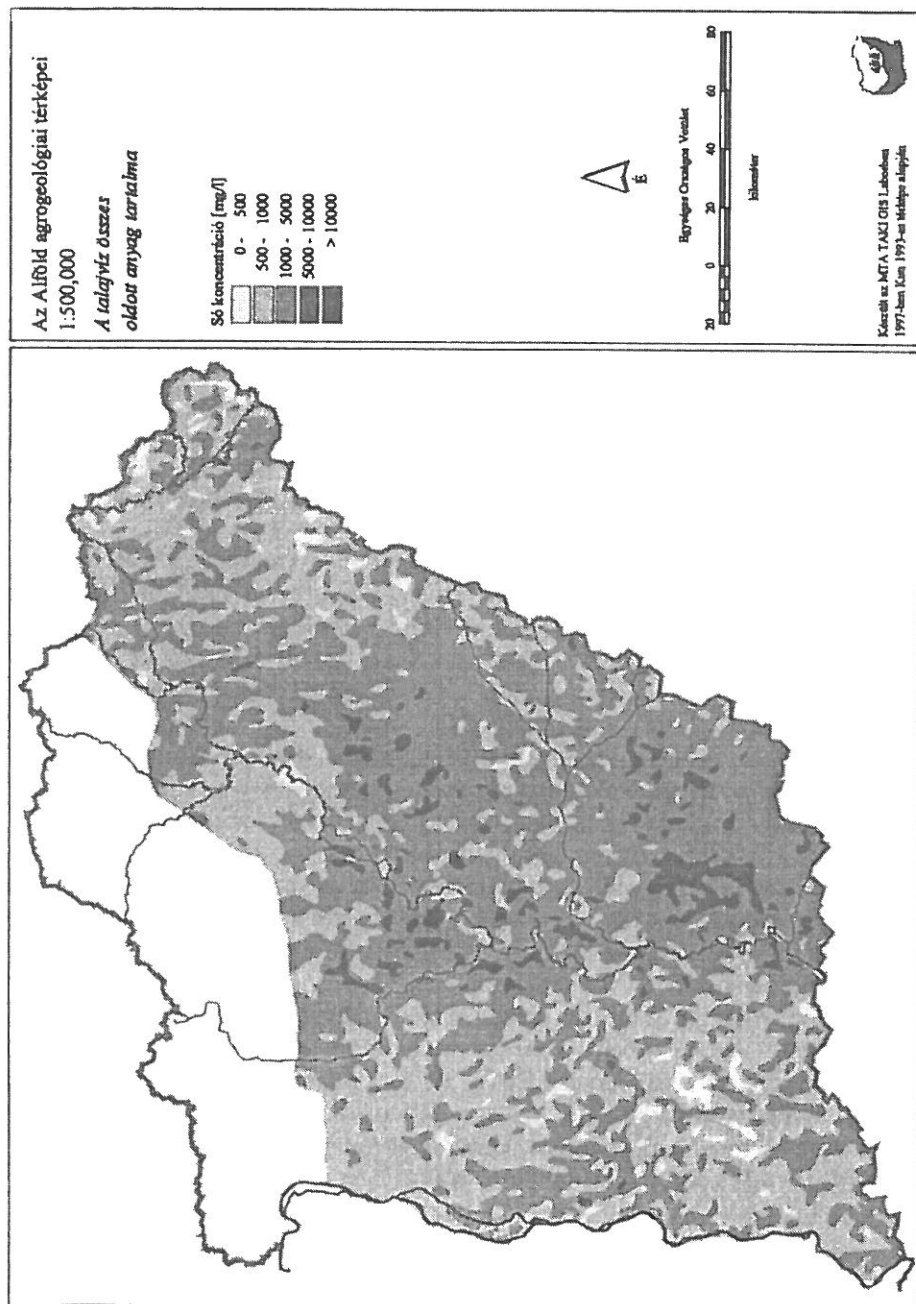 Az Alföld agrogeológiai térképei
1:500,000
A talajvíz összes
oldott anyag tartalma
Só koncentráció [mg/l]
0 - 500
500 - 1000
1000 - 5000
5000 - 10000
> 10000
É
Egységes Országos Vetület
20 0 20 40 60 80
kilométer
Készült az MTA TAKI GIS Laborban
1997-ben Kuti 1993-as térképe alapján